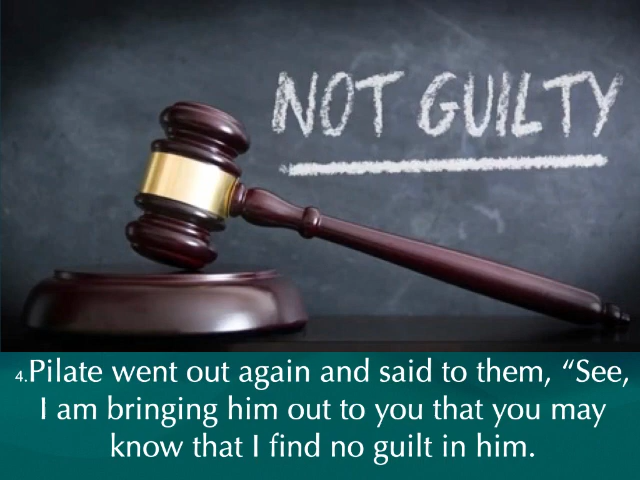 NOT GUILTY
4.Pilate went out again and said to them, “See,
I am bringing him out to you that you may
know that I find no guilt in him.